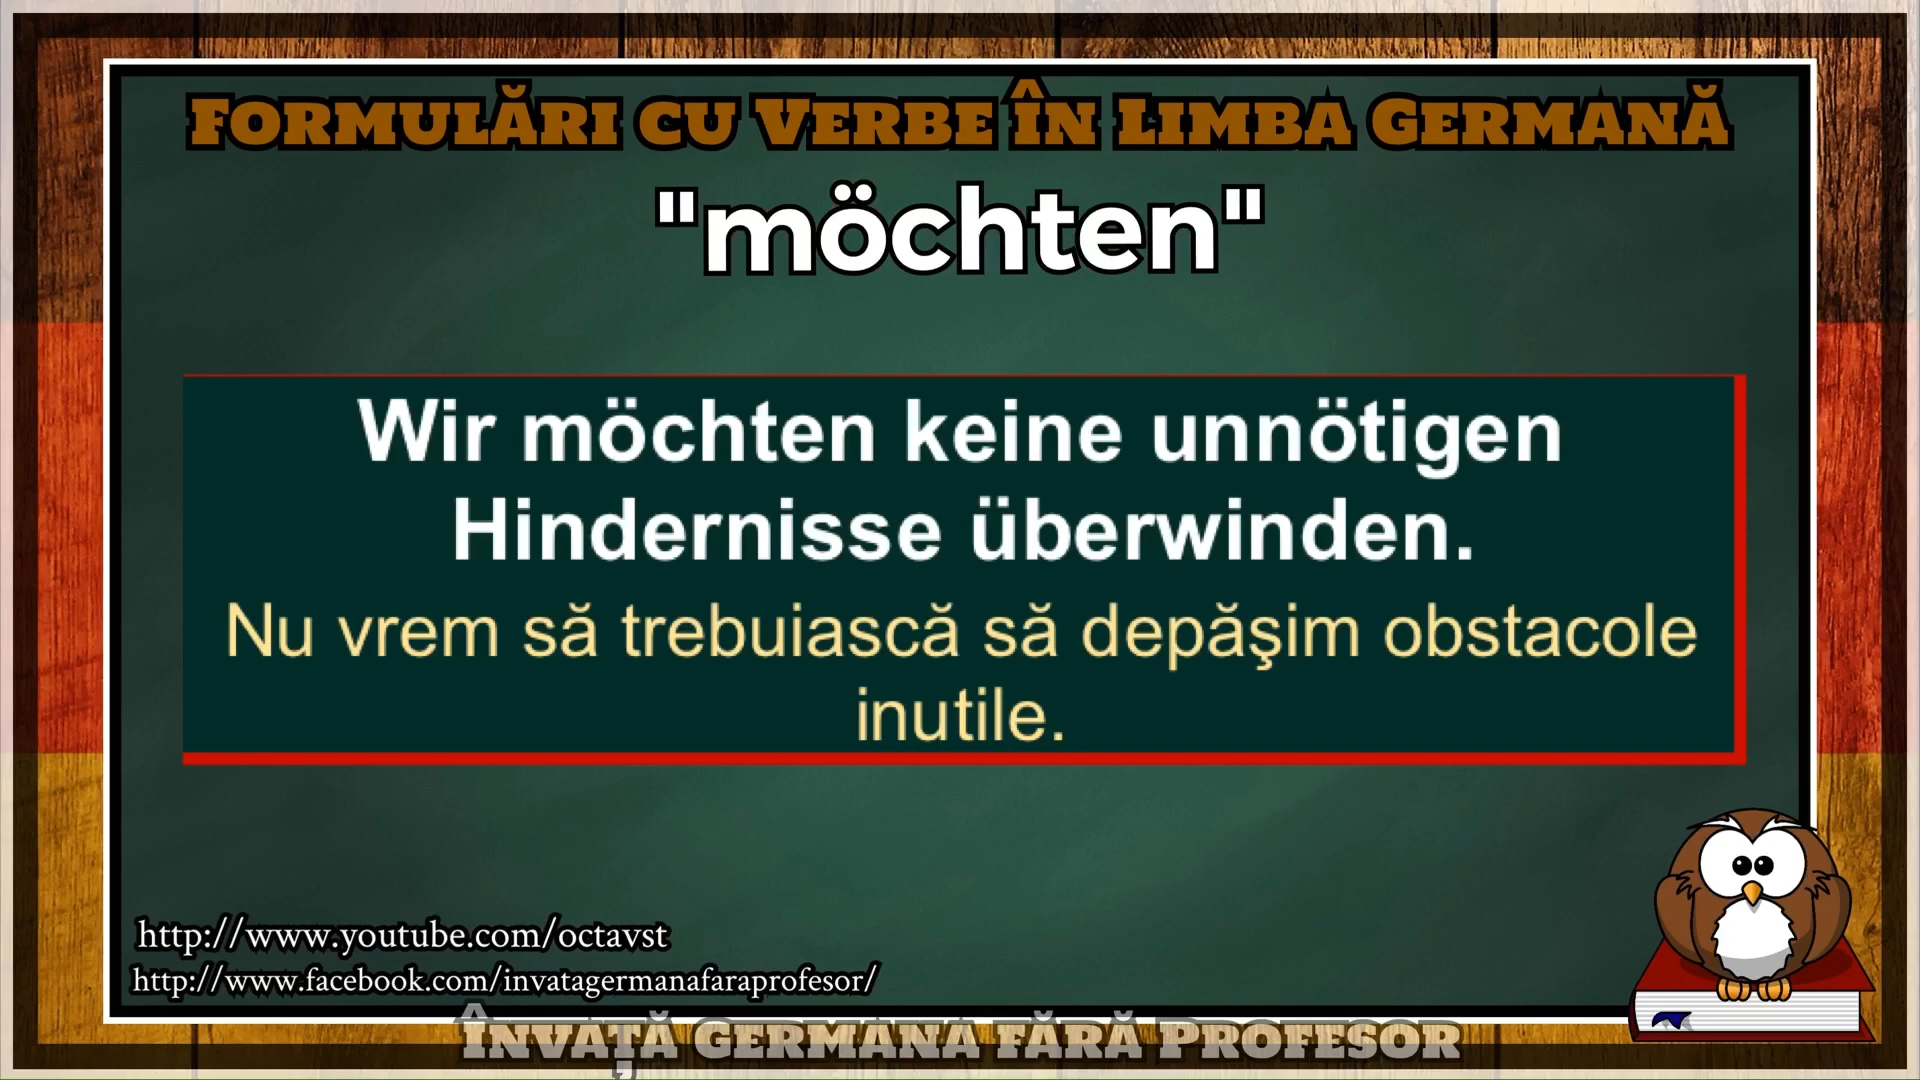 Formulări cu Verbe în Limba Germană
"möchten"
Wir möchten keine unnötigen
Hindernisse überwinden.
Nu vrem să trebuiască să depăşim obstacole
inutile.
http://www.youtube.com/octavst
http://www.facebook.com/invatagermanafaraprofesor/
Învață Germana fără Profesor